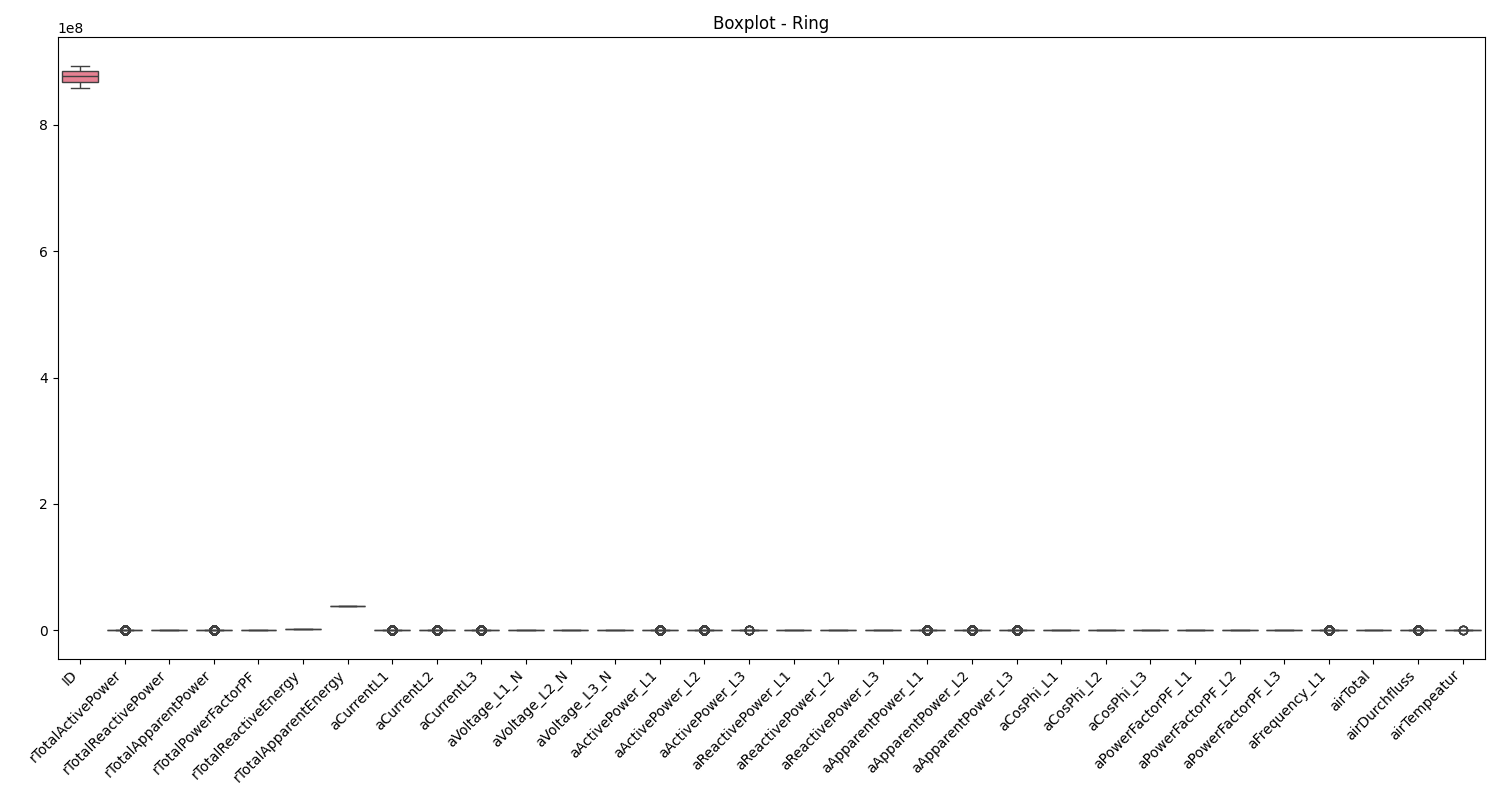 Boxplot - Ring
1e8
8
6
4
2
0
ID
rTotalActivePower
rTotalReactivePower
rTotalApparentPower
rTotalPowerFactorPF
rTotalReactiveEnergy
rTotalApparentEnergy
aCurrentL1
aCurrentL2
aCurrentL3
aVoltage_L1_N
aVoltage_L2_N
aVoltage_L3_N
aActivePower_L1
aActivePower_L2
aActivePower_L3
aReactivePower_L1
aReactivePower_L2
aReactivePower_L3
aApparentPower_L1
aApparentPower_L2
aApparentPower_L3
aCosPhi_L1
aCosPhi_L2
aCosPhi_L3
aPowerFactorPF_L1
aPowerFactorPF_L2
aPowerFactorPF_L3
aFrequency_L1
airTotal
airDurchfluss
airTempeatur